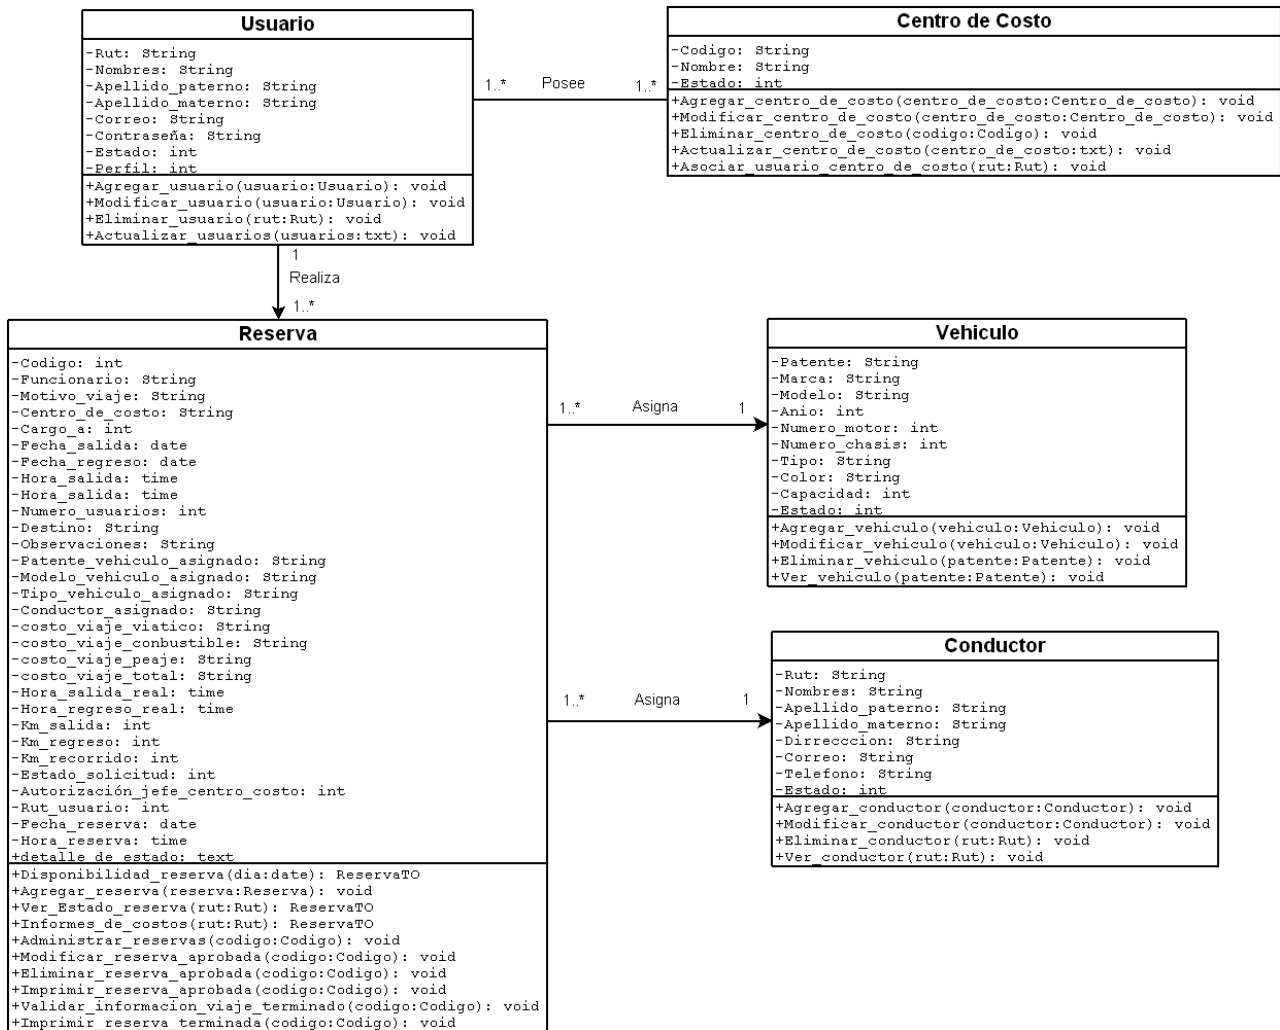 Usuario
-Rut: String
-Nombres: String
-Apellido_paterno: String
-Apellido_materno: String
-Correo: String
-Contraseña: String
-Estado: int
-Perfil: int
+Agregar_usuario(usuario:Usuario): void
+Modificar_usuario(usuario:Usuario): void
+Eliminar_usuario(rut:Rut): void
+Actualizar_usuarios(usuarios:txt): void
1..* Posee 1..*
Centro de Costo
-Codigo: String
-Nombre: String
-Estado: int
+Agregar_centro_de_costo(centro_de_costo:Centro_de_costo): void
+Modificar_centro_de_costo(centro_de_costo:Centro_de_costo): void
+Eliminar_centro_de_costo(codigo:Codigo): void
+Actualizar_centro_de_costo(centro_de_costo:txt): void
+Asociar_usuario_centro_de_costo(rut:Rut): void
1
Realiza
1..*
Reserva
-Codigo: int
-Funcionario: String
-Motivo_viaje: String
-Centro_de_costo: String
-Cargo_a: int
-Fecha_salida: date
-Fecha_regreso: date
-Hora_salida: time
-Hora_salida: time
-Numero_usuarios: int
-Destino: String
-Observaciones: String
-Patente_vehiculo_asignado: String
-Modelo_vehiculo_asignado: String
-Tipo_vehiculo_asignado: String
-Conductor_asignado: String
-costo_viaje_viatico: String
-costo_viaje_conbustible: String
-costo_viaje_peaje: String
-costo_viaje_total: String
-Hora_salida_real: time
-Hora_regreso_real: time
-Km_salida: int
-Km_regreso: int
-Km_recorrido: int
-Estado_solicitud: int
-Autorización_jefe_centro_costo: int
-Rut_usuario: int
-Fecha_reserva: date
-Hora_reserva: time
+detalle_de_estado: text
+Disponibilidad_reserva(dia:date): ReservaTO
+Agregar_reserva(reserva:Reserva): void
+Ver_Estado_reserva(rut:Rut): ReservaTO
+Informes_de_costos(rut:Rut): ReservaTO
+Administrar_reservas(codigo:Codigo): void
+Modificar_reserva_aprobada(codigo:Codigo): void
+Eliminar_reserva_aprobada(codigo:Codigo): void
+Imprimir_reserva_aprobada(codigo:Codigo): void
+Validar_informacion_viaje_terminado(codigo:Codigo): void
+Imprimir_reserva_terminada(codigo:Codigo): void
1..* Asigna 1
Vehiculo
-Patente: String
-Marca: String
-Modelo: String
-Anio: int
-Numero_motor: int
-Numero_chasis: int
-Tipo: String
-Color: String
-Capacidad: int
-Estado: int
+Agregar_vehiculo(vehiculo:Vehiculo): void
+Modificar_vehiculo(vehiculo:Vehiculo): void
+Eliminar_vehiculo(patente:Patente): void
+Ver_vehiculo(patente:Patente): void
1..* Asigna 1
Conductor
-Rut: String
-Nombres: String
-Apellido_paterno: String
-Apellido_materno: String
-Dirrecccion: String
-Correo: String
-Telefono: String
-Estado: int
+Agregar_conductor(conductor:Conductor): void
+Modificar_conductor(conductor:Conductor): void
+Eliminar_conductor(rut:Rut): void
+Ver_conductor(rut:Rut): void